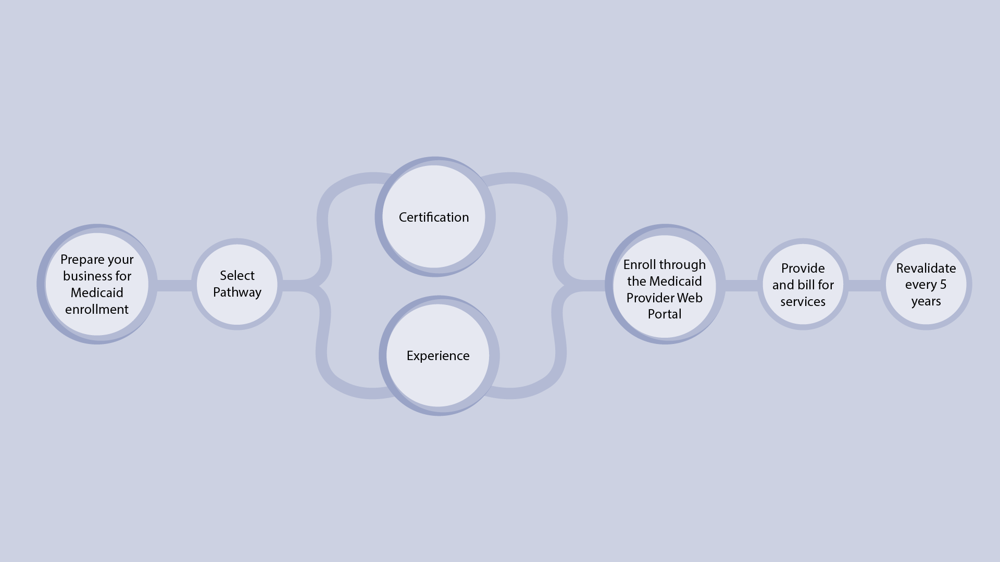 Prepare your
business for
Medicaid
enrollment
Select
Pathway
Certification
Experience
Enroll through
the Medicaid
Provider Web
Portal
Provide
and bill for
services
Revalidate
every 5
years